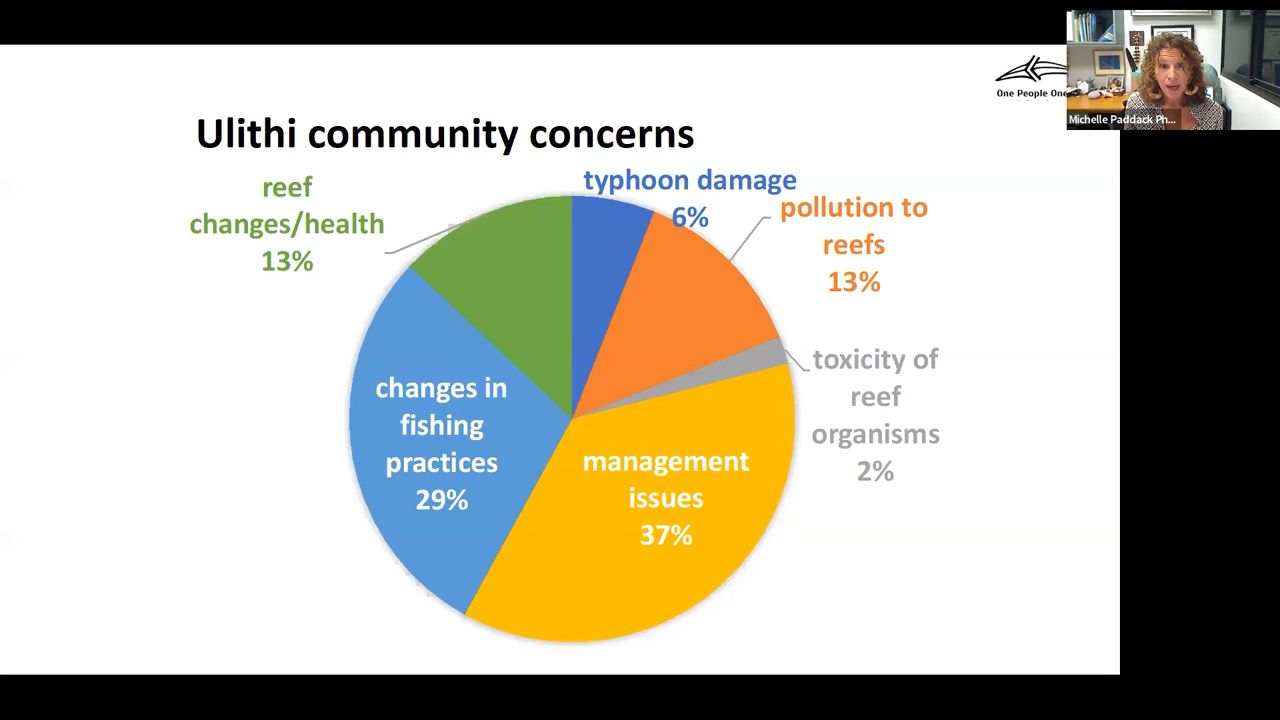 One People One
Michelle Paddack Ph...
Ulithi community concerns
typhoon damage
6%
pollution to
reefs
13%
toxicity of
reef
organisms
2%
management
issues
37%
changes in
fishing
practices
29%
reef
changes/health
13%